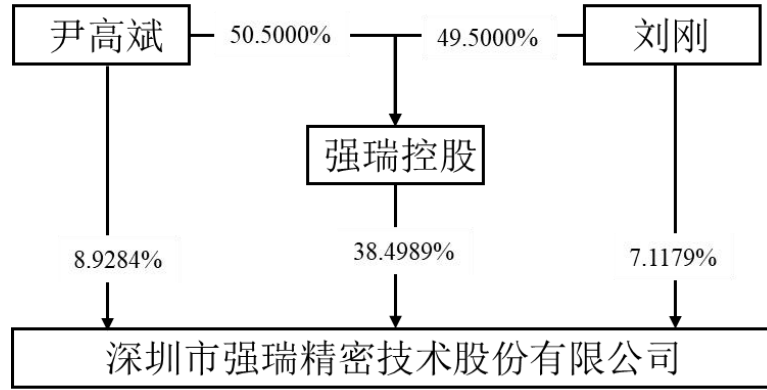 尹高斌
50.5000%
49.5000%
刘刚
强瑞控股
8.9284%
38.4989%
7.1179%
深圳市强瑞精密技术股份有限公司